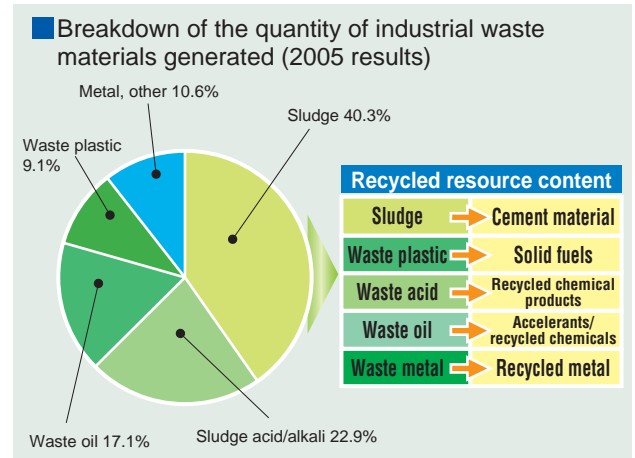 Breakdown of the quantity of industrial waste
materials generated (2005 results)
Metal, other 10.6%
Sludge 40.3%
Waste plastic
9.1%
Waste oil 17.1%
Sludge acid/alkali 22.9%
Recycled resource content
Sludge Cement material
Waste plastic Solid fuels
Waste acid Recycled chemical
products
Waste oil Accelerants/
recycled chemicals
Waste metal Recycled metal